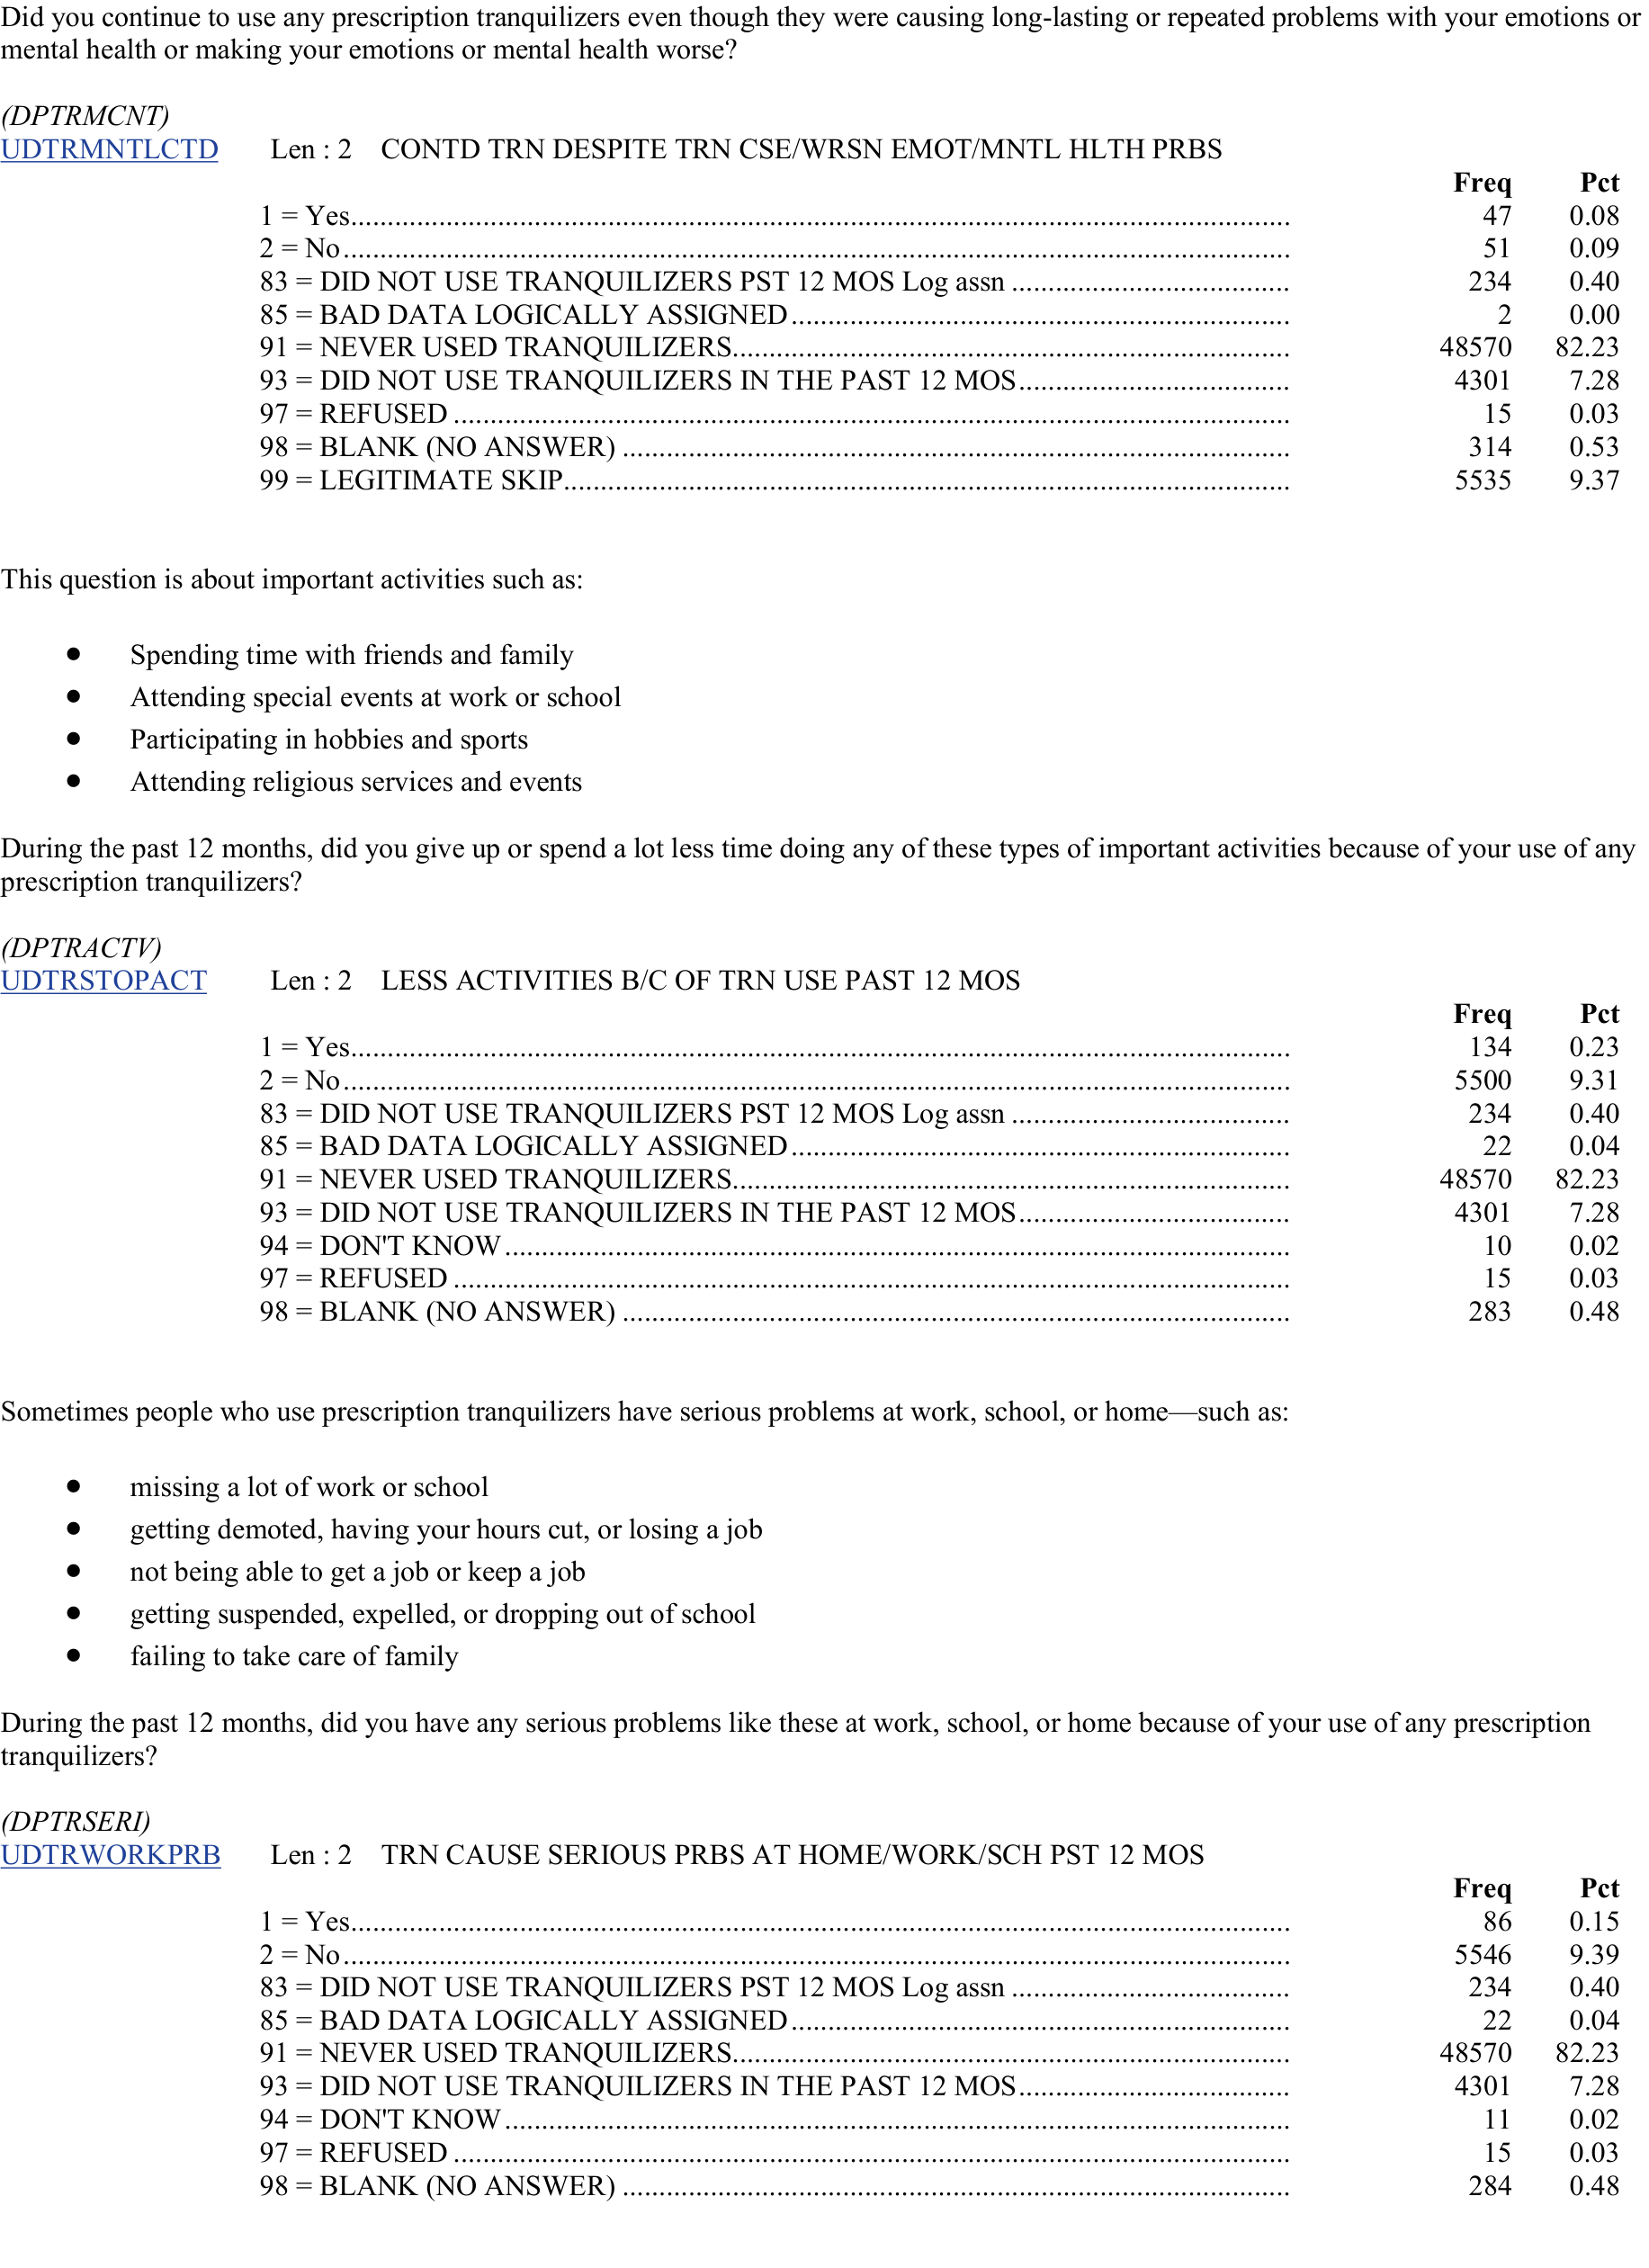 Did you continue to use any prescription tranquilizers even though they were causing long-lasting or repeated problems with your emotions or
mental health or making your emotions or mental health worse?
(DPTRMCNT)
UDTRMNTLCTD Len : 2 CONTD TRN DESPITE TRN CSE/WRSN EMOT/MNTL HLTH PRBS
Freq Pct
1 = Yes 47 0.08
2 = No 51 0.09
83 = DID NOT USE TRANQUILIZERS PST 12 MOS Log assn 234 0.40
85 = BAD DATA LOGICALLY ASSIGNED 2 0.00
91 = NEVER USED TRANQUILIZERS 48570 82.23
93 = DID NOT USE TRANQUILIZERS IN THE PAST 12 MOS 4301 7.28
97 = REFUSED 15 0.03
98 = BLANK (NO ANSWER) 314 0.53
99 = LEGITIMATE SKIP 5535 9.37
This question is about important activities such as:
• Spending time with friends and family
• Attending special events at work or school
• Participating in hobbies and sports
• Attending religious services and events
During the past 12 months, did you give up or spend a lot less time doing any of these types of important activities because of your use of any
prescription tranquilizers?
(DPTRACTV)
UDTRSTOPACT Len : 2 LESS ACTIVITIES B/C OF TRN USE PAST 12 MOS
Freq Pct
1 = Yes 134 0.23
2 = No 5500 9.31
83 = DID NOT USE TRANQUILIZERS PST 12 MOS Log assn 234 0.40
85 = BAD DATA LOGICALLY ASSIGNED 22 0.04
91 = NEVER USED TRANQUILIZERS 48570 82.23
93 = DID NOT USE TRANQUILIZERS IN THE PAST 12 MOS 4301 7.28
94 = DON'T KNOW 10 0.02
97 = REFUSED 15 0.03
98 = BLANK (NO ANSWER) 283 0.48
Sometimes people who use prescription tranquilizers have serious problems at work, school, or home—such as:
• missing a lot of work or school
• getting demoted, having your hours cut, or losing a job
• not being able to get a job or keep a job
• getting suspended, expelled, or dropping out of school
• failing to take care of family
During the past 12 months, did you have any serious problems like these at work, school, or home because of your use of any prescription
tranquilizers?
(DPTRSERI)
UDTRWORKPRB Len : 2 TRN CAUSE SERIOUS PRBS AT HOME/WORK/SCH PST 12 MOS
Freq Pct
1 = Yes 86 0.15
2 = No 5546 9.39
83 = DID NOT USE TRANQUILIZERS PST 12 MOS Log assn 234 0.40
85 = BAD DATA LOGICALLY ASSIGNED 22 0.04
91 = NEVER USED TRANQUILIZERS 48570 82.23
93 = DID NOT USE TRANQUILIZERS IN THE PAST 12 MOS 4301 7.28
94 = DON'T KNOW 11 0.02
97 = REFUSED 15 0.03
98 = BLANK (NO ANSWER) 284 0.48